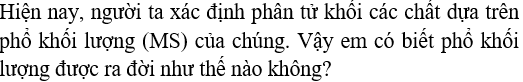 Hiện nay, người ta xác định phân tử khối các chất dựa trên
phổ khối lượng (MS) của chúng. Vậy em có biết phổ khối
lượng được ra đời như thế nào không?